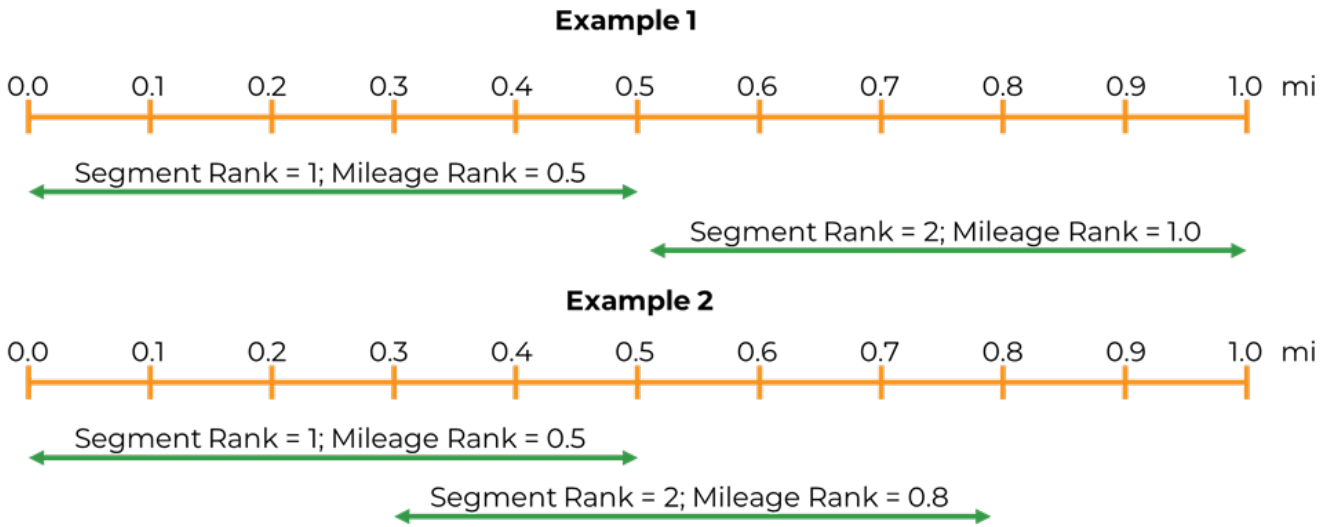 Example 1
0.0 0.1 0.2 0.3 0.4 0.5 0.6 0.7 0.8 0.9 1.0 mi
Segment Rank = 1; Mileage Rank = 0.5
Segment Rank = 2; Mileage Rank = 1.0
Example 2
0.0 0.1 0.2 0.3 0.4 0.5 0.6 0.7 0.8 0.9 1.0 mi
Segment Rank = 1; Mileage Rank = 0.5
Segment Rank = 2; Mileage Rank = 0.8